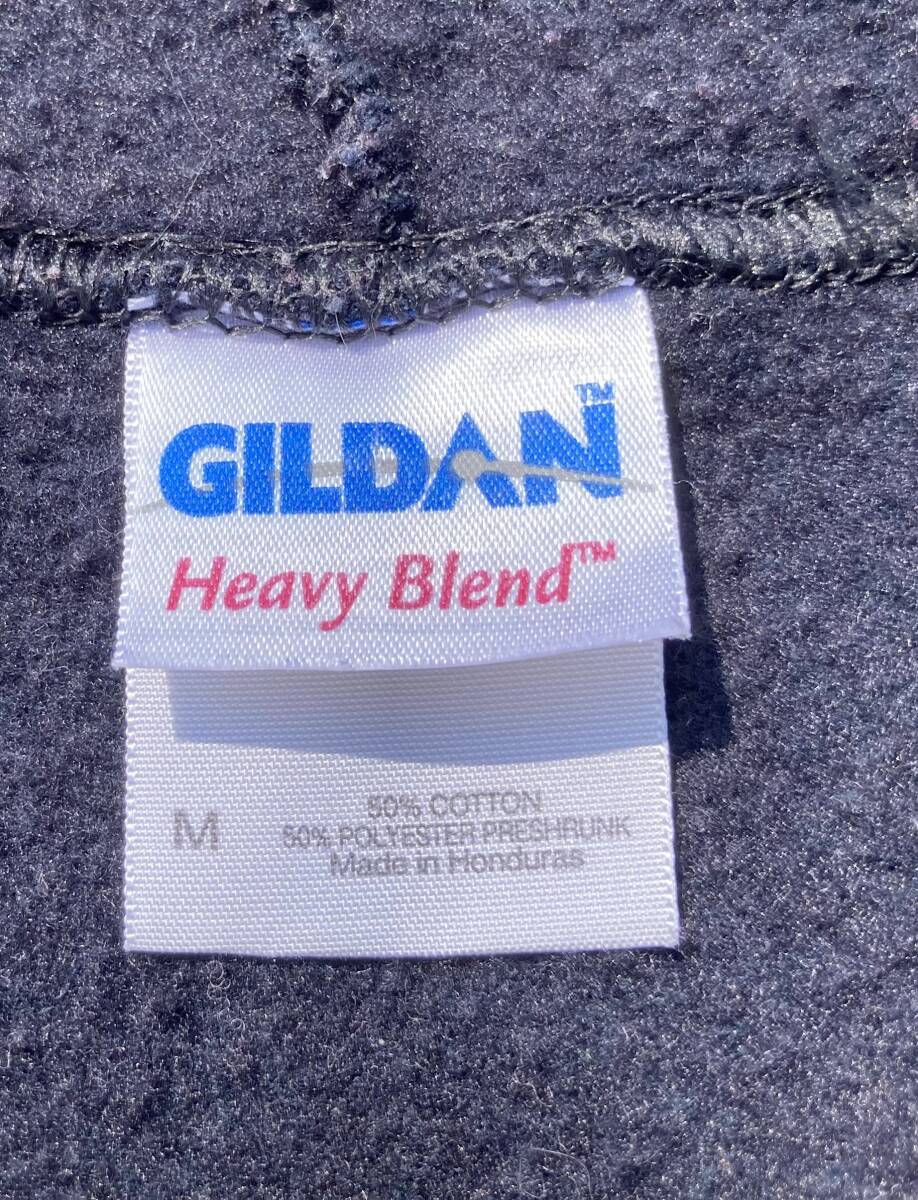 GILDAN™
Heavy Blend™
M
50% COTTON
50% POLYESTER PRESHRUNK
Made in Honduras